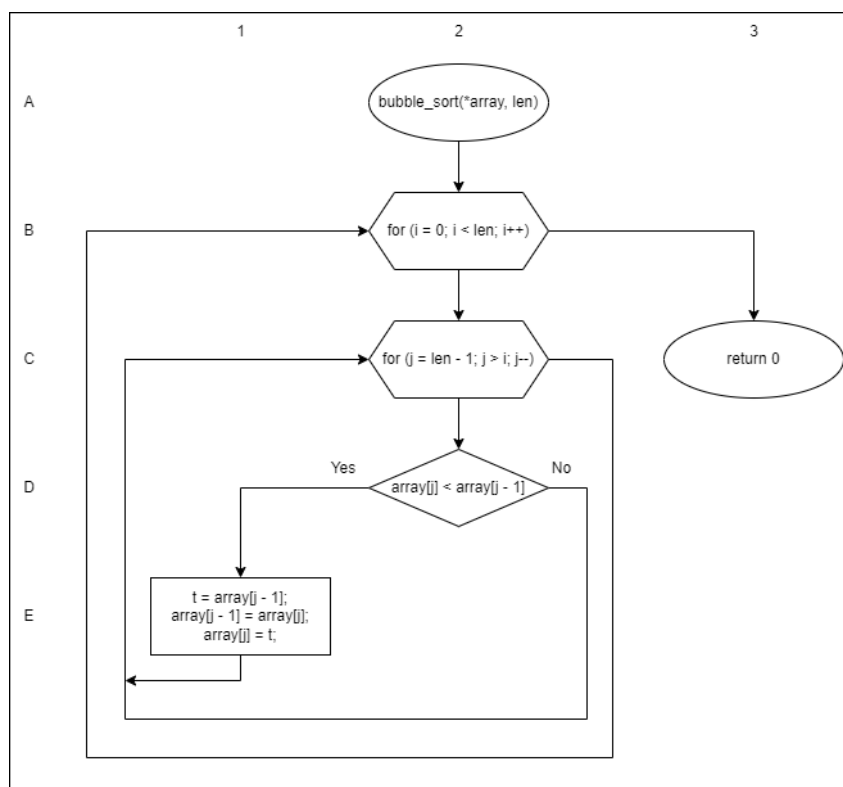 1 2 3
A
bubble_sort(*array, len)
B
for (i = 0; i < len; i++)
C
for (j = len - 1; j > i; j--)
return 0
D
Yes
array[j] < array[j - 1]
No
E
t = array[j - 1];
array[j - 1] = array[j];
array[j] = t;